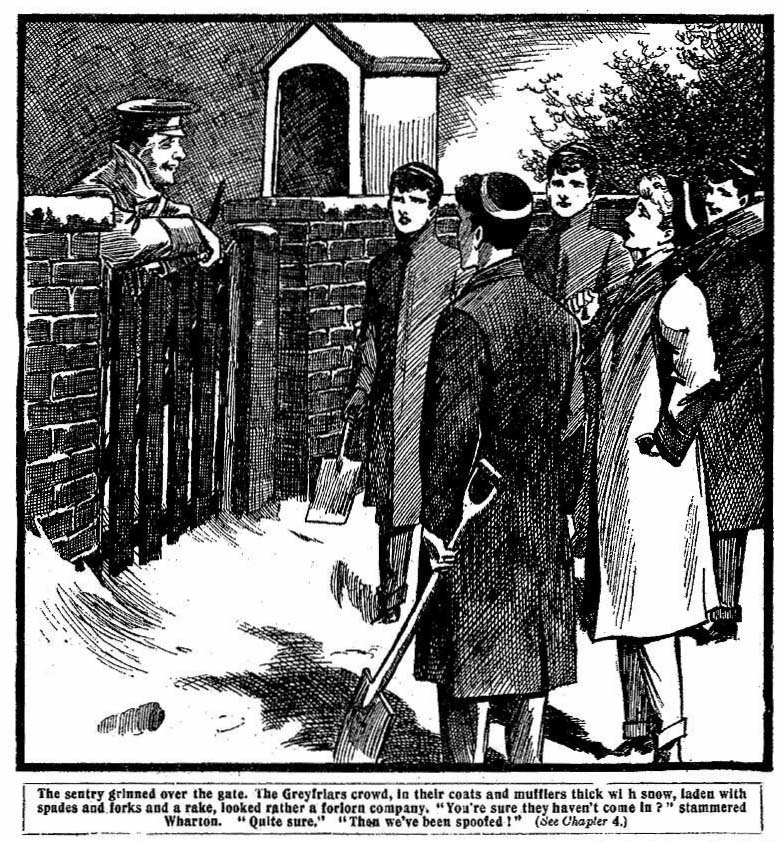 The sentry grinned over the gate. The Greyfriars crowd, in their coats and mufflers thick wi h snow, laden with
spades and forks and a rake, looked rather a forlorn company. "You're sure they haven't come in?" stammered
Wharton. "Quite sure." "Then we've been spoofed!" (See Chapter 4.)